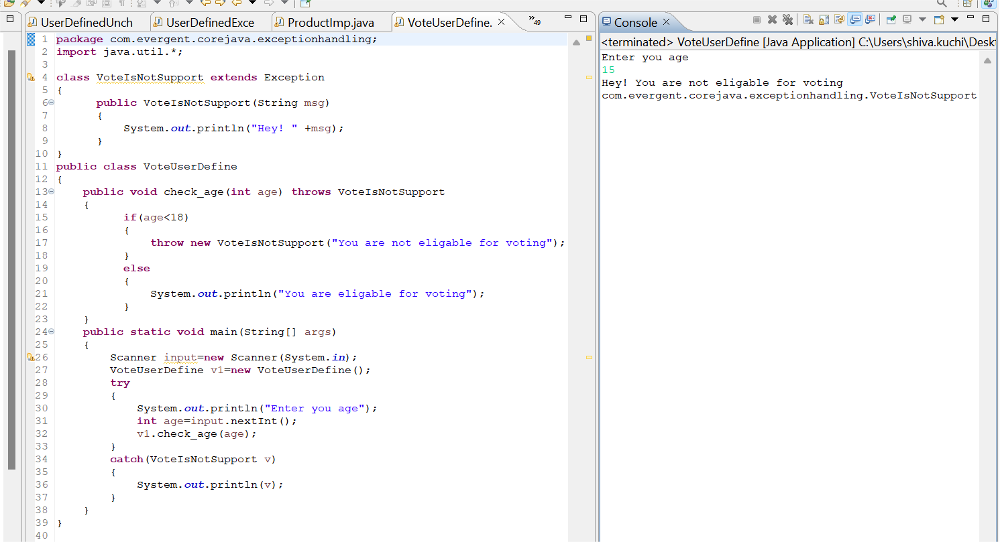 UserDefinedUnch
UserDefinedExce
ProductImp.java
VoteUserDefine.
49
1 package com.evergent.corejava.exceptionhandling;
2 import java.util.*;
3
4 class VoteIsNotSupport extends Exception
5 {
6 public VoteIsNotSupport(String msg)
7 {
8 System.out.println("Hey! " +msg);
9 }
10 }
11 public class VoteUserDefine
12 {
13 public void check_age(int age) throws VoteIsNotSupport
14 {
15 if(age<18)
16 {
17 throw new VoteIsNotSupport("You are not eligable for voting");
18 }
19 else
20 {
21 System.out.println("You are eligable for voting");
22 }
23 }
24 public static void main(String[] args)
25 {
26 Scanner input=new Scanner(System.in);
27 VoteUserDefine v1=new VoteUserDefine();
28 try
29 {
30 System.out.println("Enter you age");
31 int age=input.nextInt();
32 v1.check_age(age);
33 }
34 catch(VoteIsNotSupport v)
35 {
36 System.out.println(v);
37 }
38 }
39 }
40
Console
<terminated> VoteUserDefine [Java Application] C:\Users\shiva.kuchi\Deskt
Enter you age
15
Hey! You are not eligable for voting
com.evergent.corejava.exceptionhandling.VoteIsNotSupport